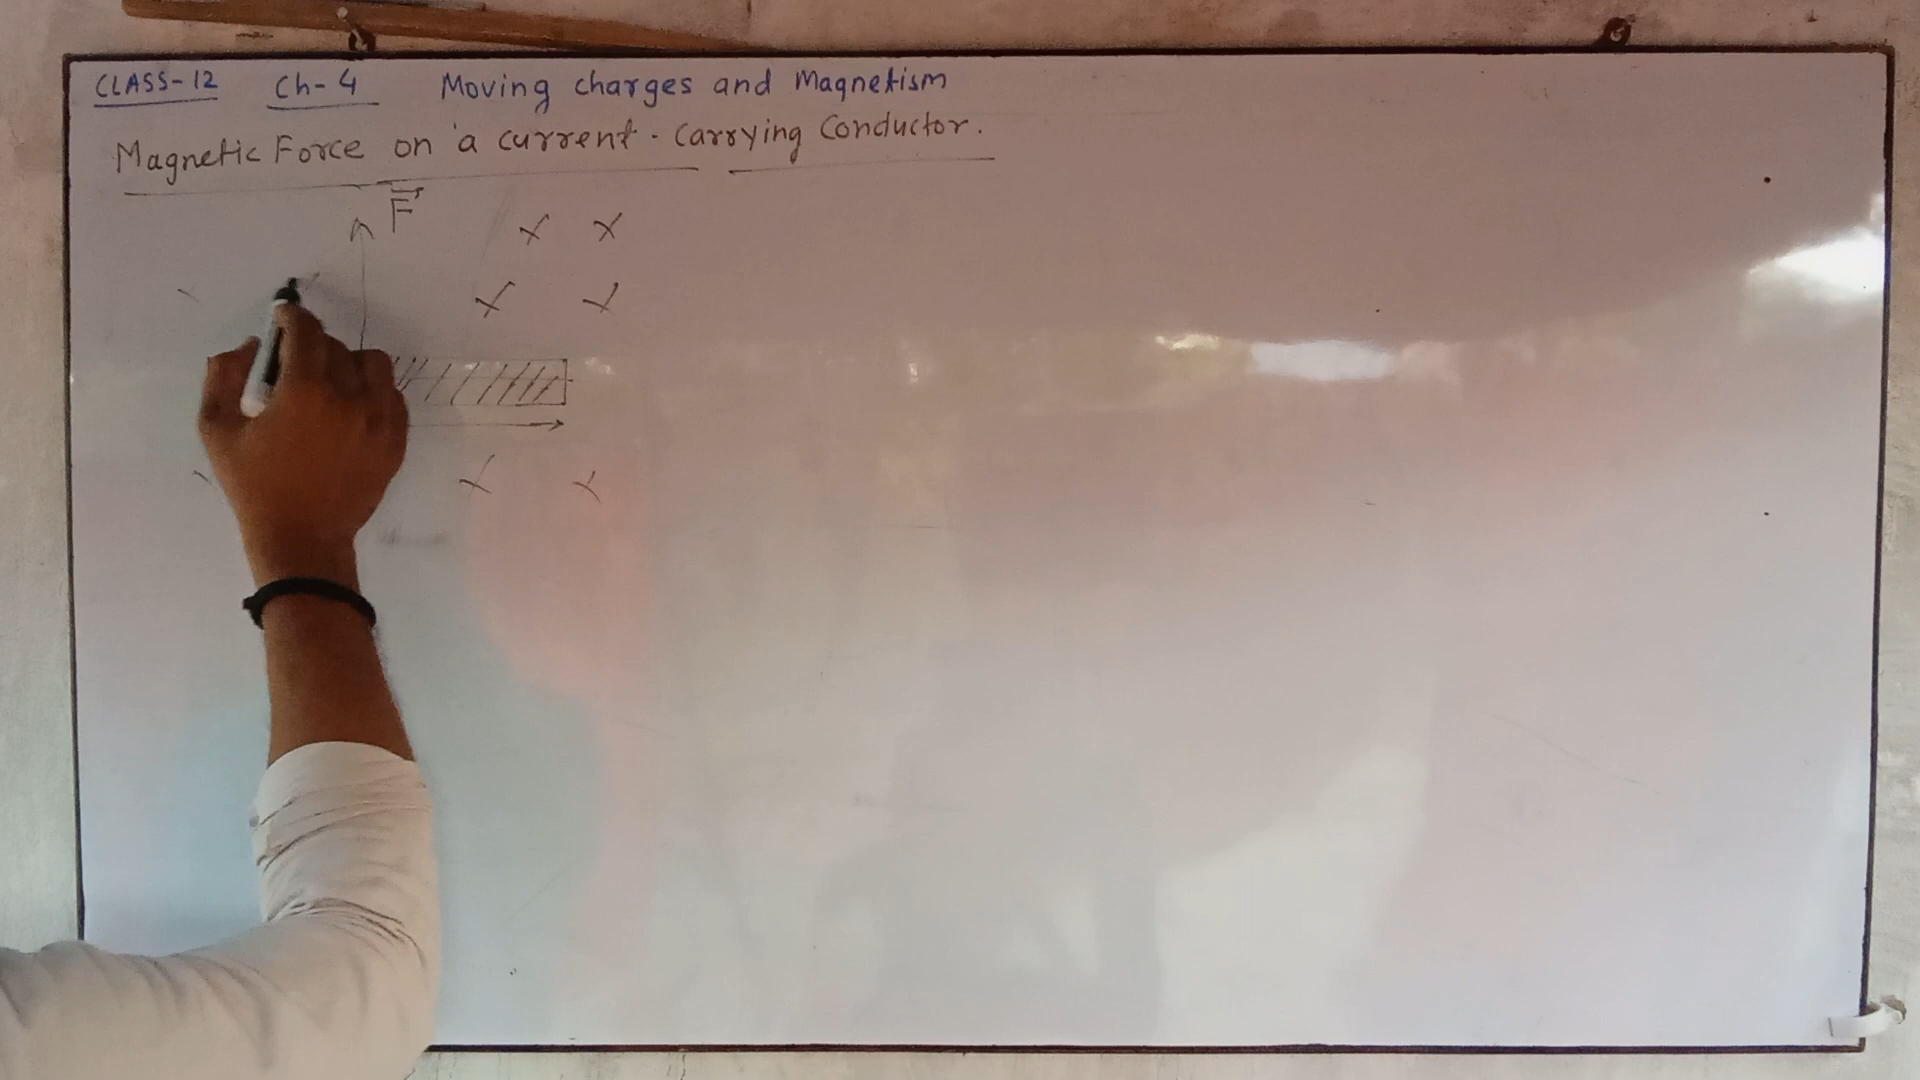 CLASS-12 Ch-4 Moving charges and Magnetism
Magnetic Force on a current-Carrying Conductor.
F
x x
x x
x x